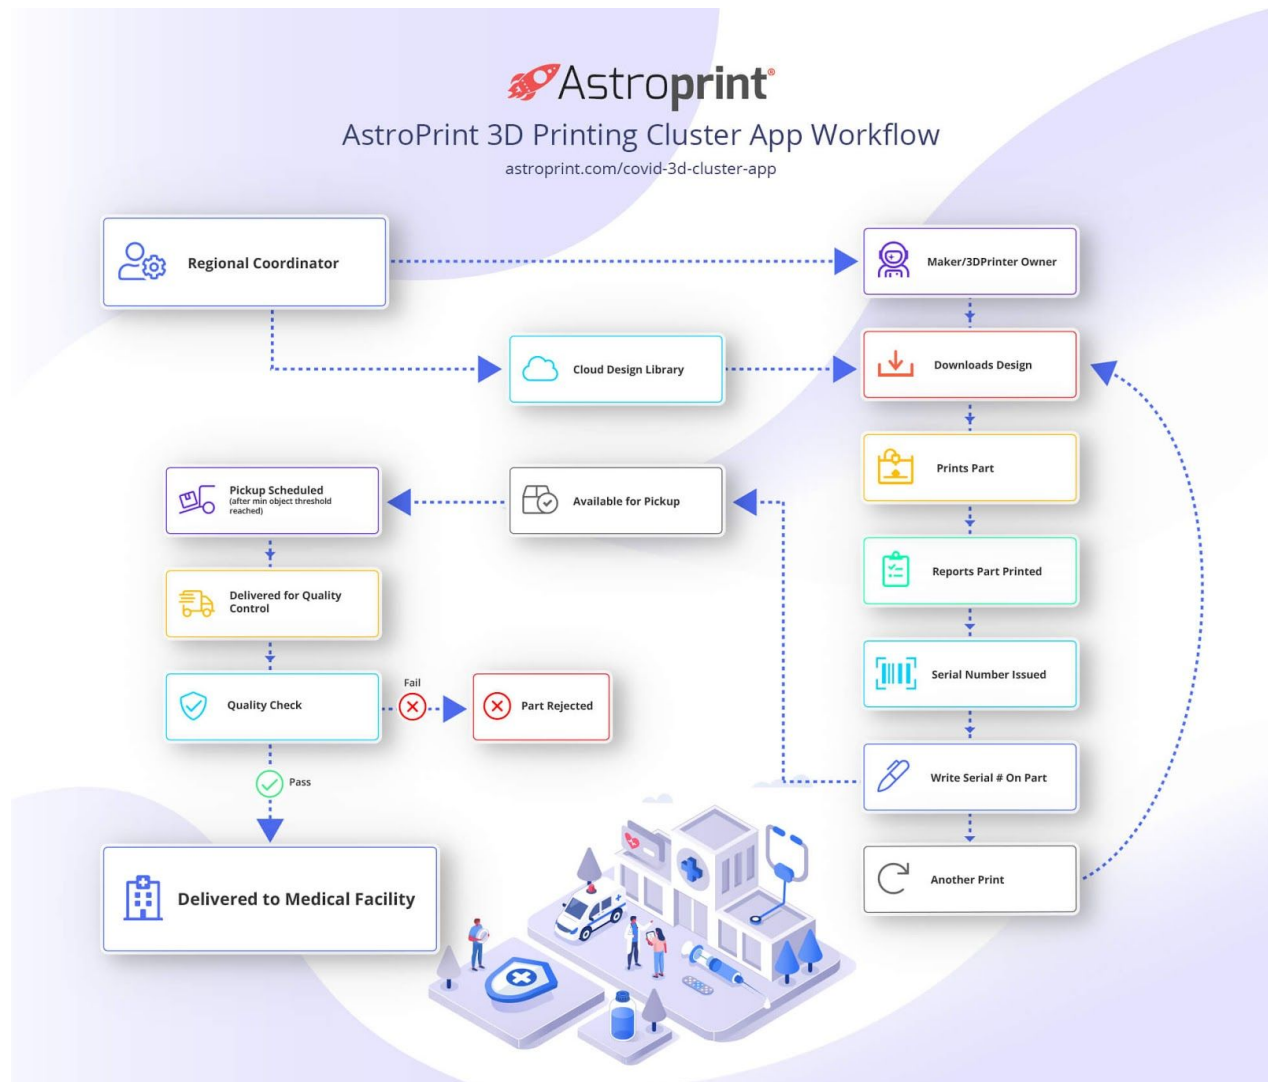 Astroprint®
AstroPrint 3D Printing Cluster App Workflow
astroprint.com/covid-3d-cluster-app
Regional Coordinator
Maker/3DPrinter Owner
Cloud Design Library
Downloads Design
Prints Part
Pickup Scheduled
(after min object threshold
reached)
Available for Pickup
Reports Part Printed
Delivered for Quality
Control
Serial Number Issued
Quality Check
Fail
Part Rejected
Pass
Write Serial # On Part
Another Print
Delivered to Medical Facility